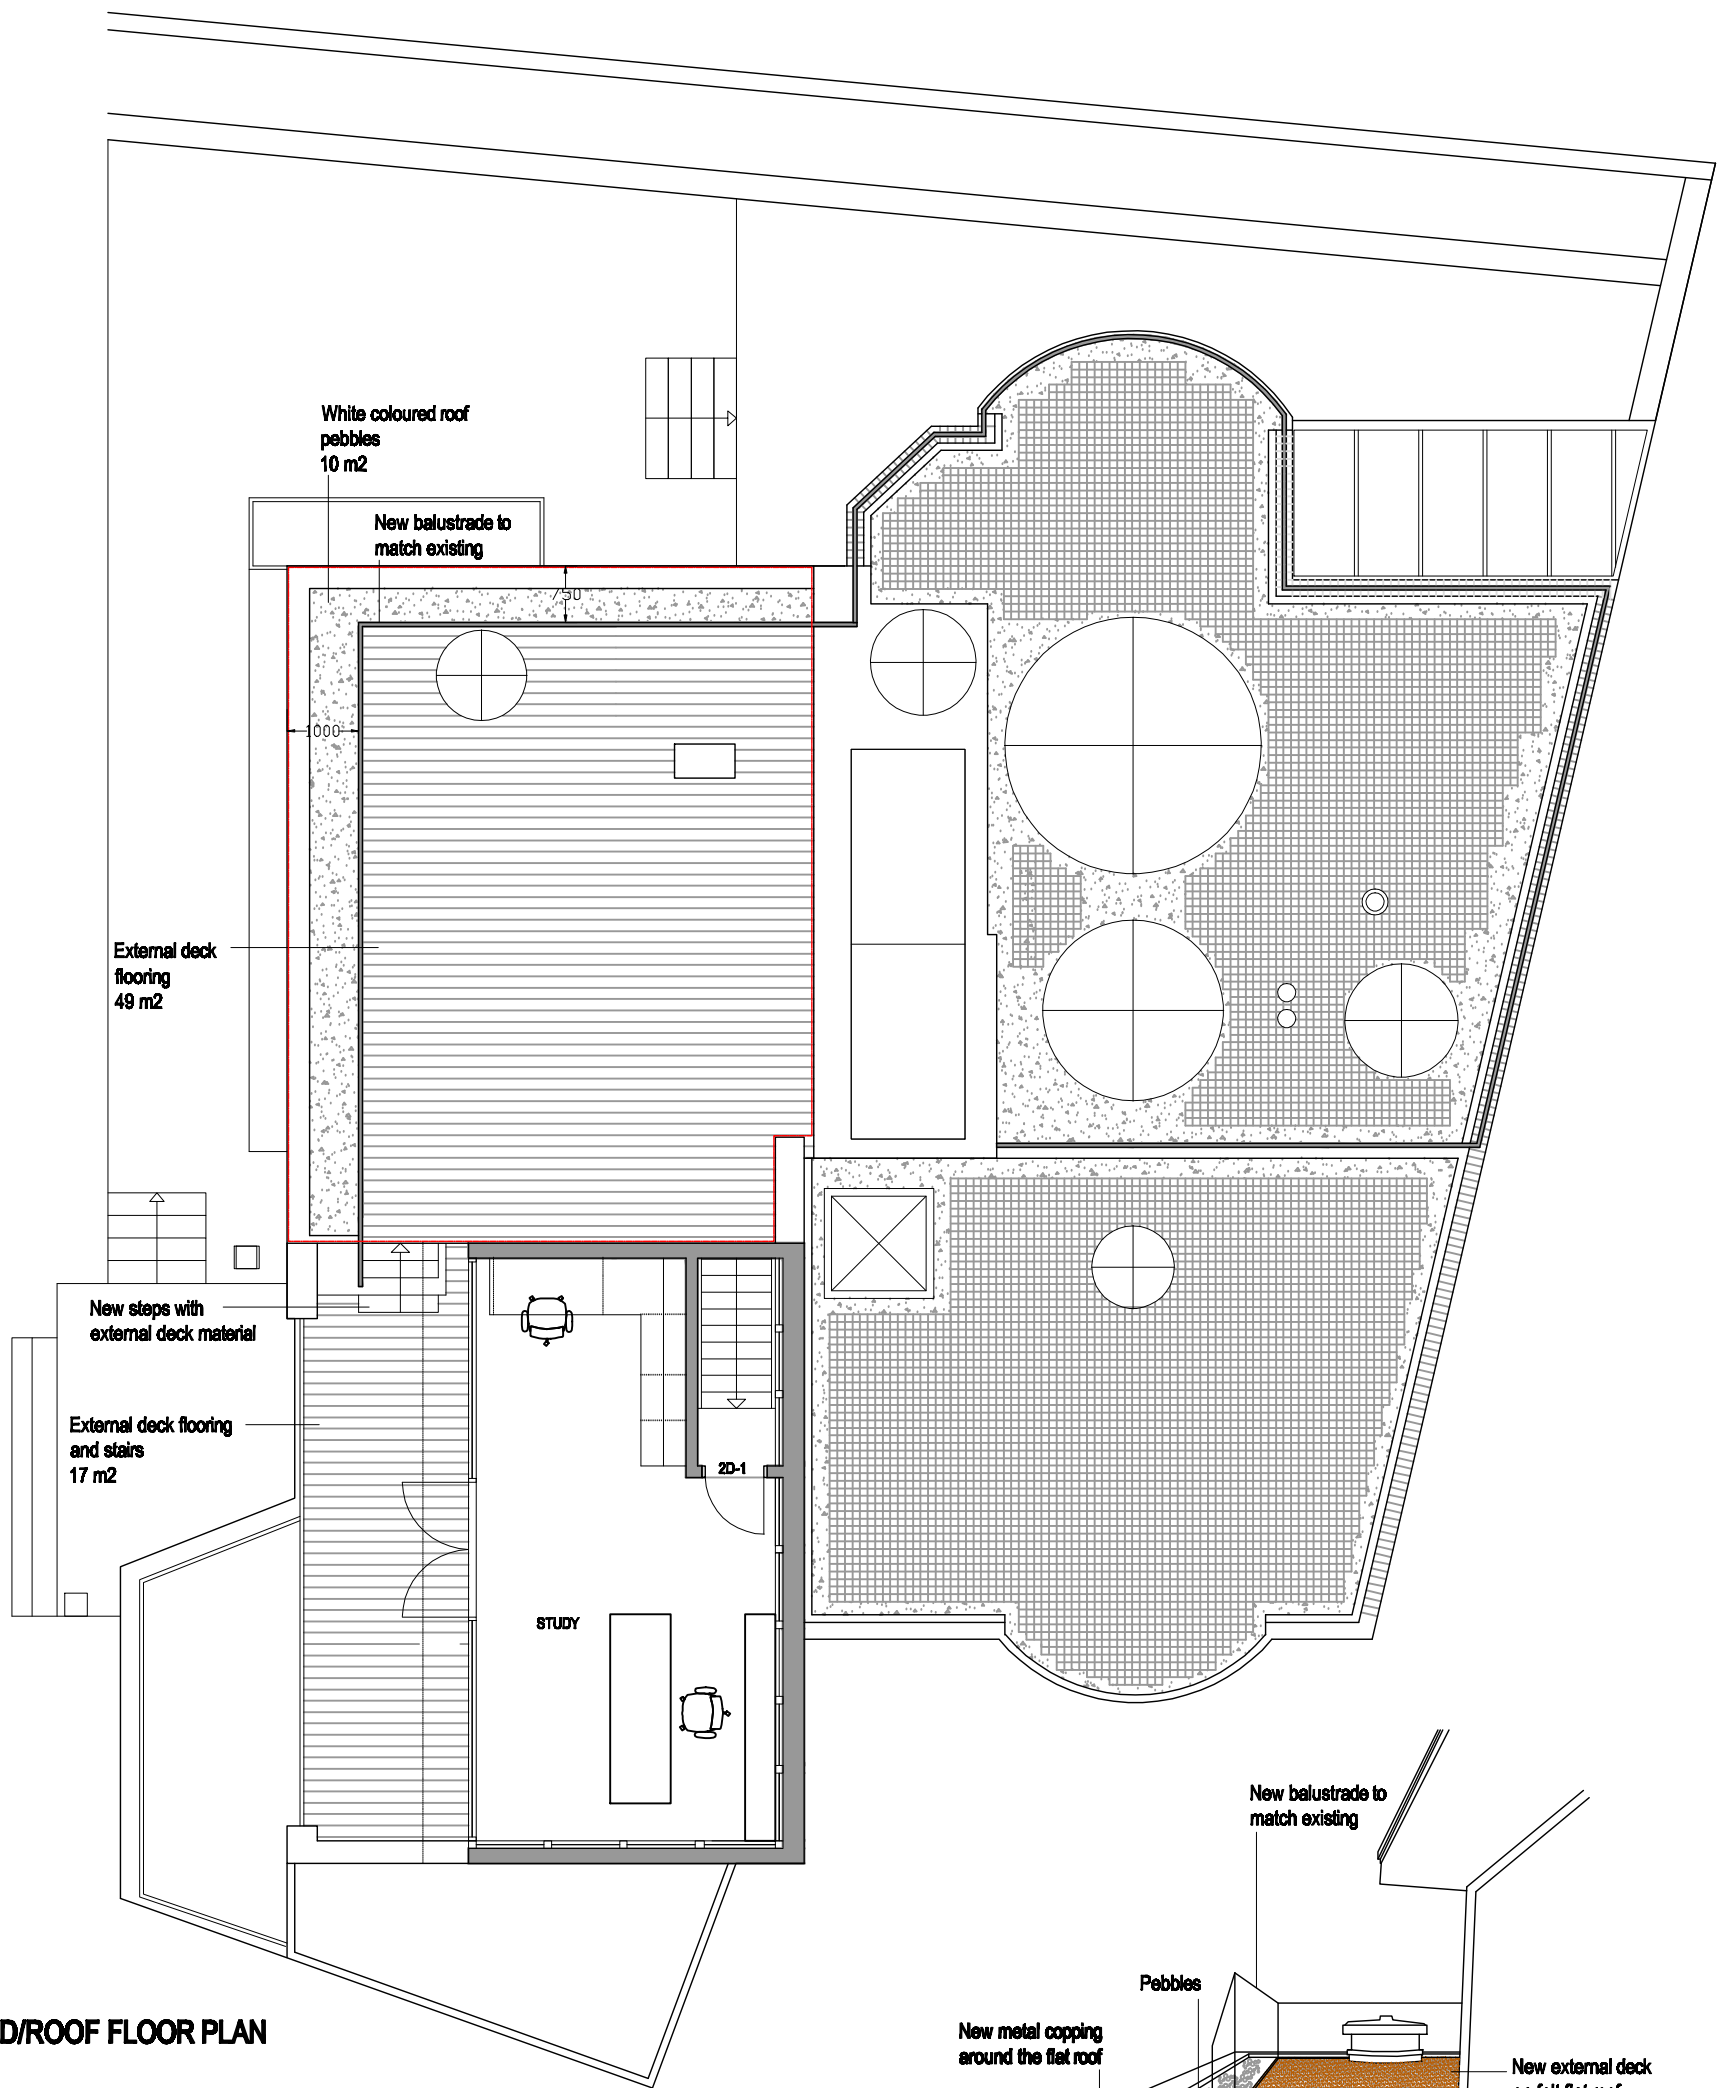 White coloured roof
pebbles
10 m2
New balustrade to
match existing
750
1000
External deck
flooring
49 m2
New steps with
external deck material
External deck flooring
and stairs
17 m2
2D-1
STUDY
New balustrade to
match existing
Pebbles
New metal copping
around the flat roof
New external deck
D/ROOF FLOOR PLAN